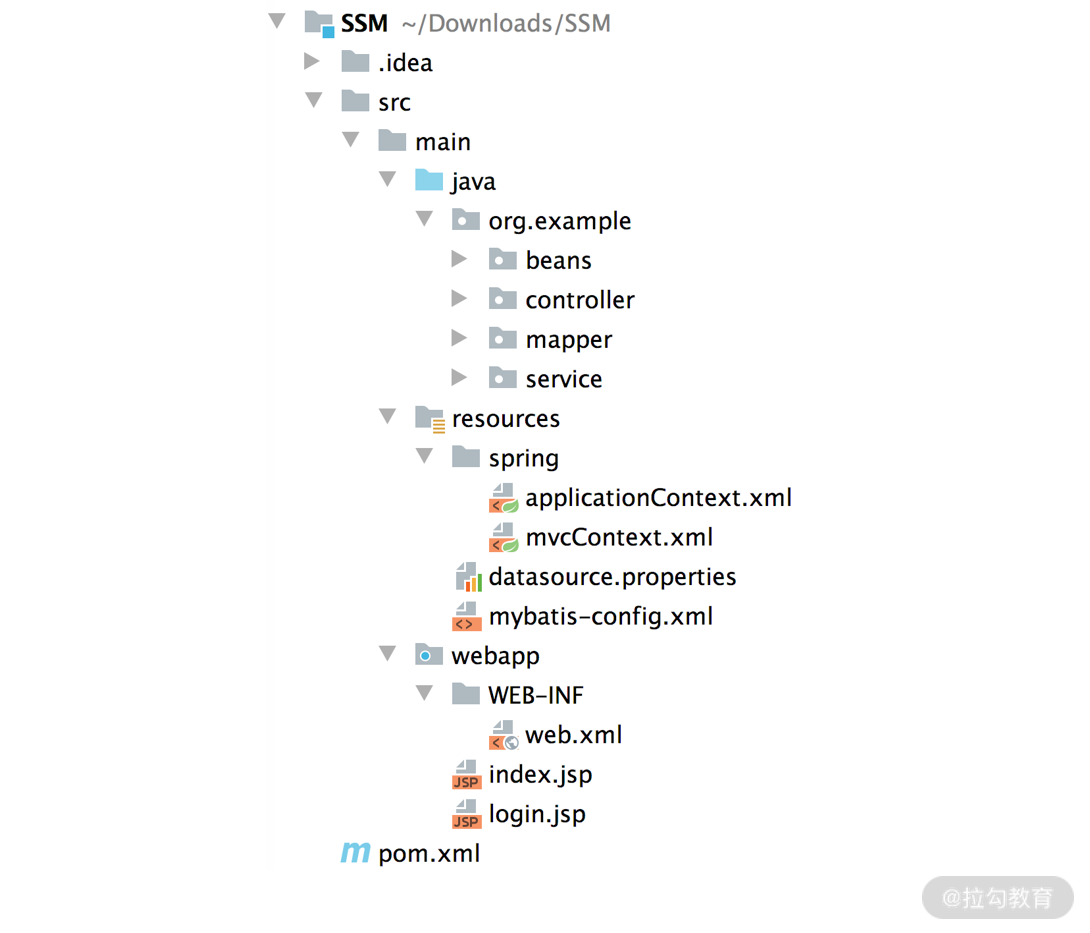 SSM ~/Downloads/SSM
.idea
src
main
java
org.example
beans
controller
mapper
service
resources
spring
applicationContext.xml
mvcContext.xml
datasource.properties
mybatis-config.xml
webapp
WEB-INF
web.xml
index.jsp
JSP
login.jsp
JSP
m pom.xml
@拉勾教育